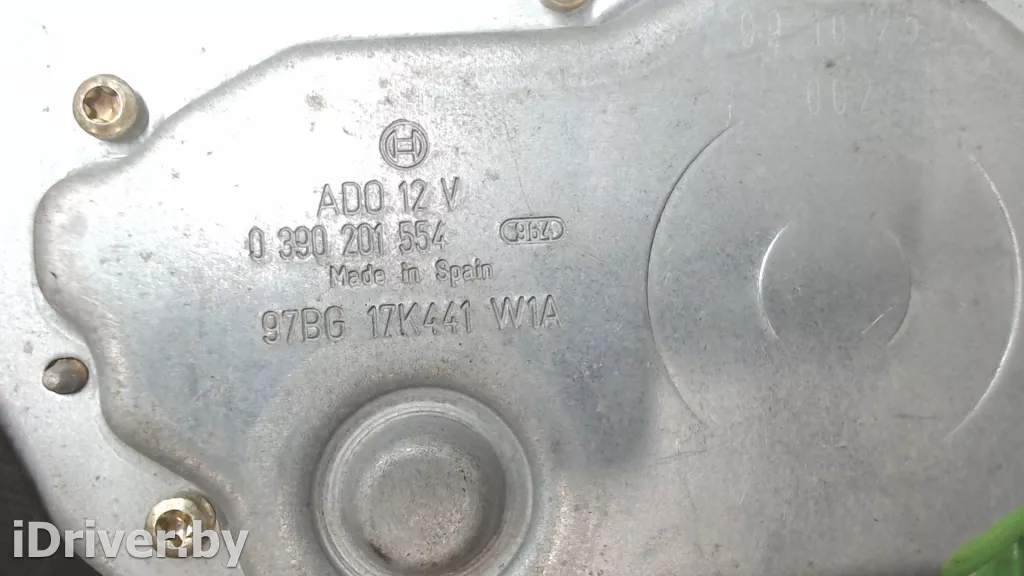 ADO 12 V
0 390 201 554
Made in Spain
97BG 17K441 W1A
iDriver.by